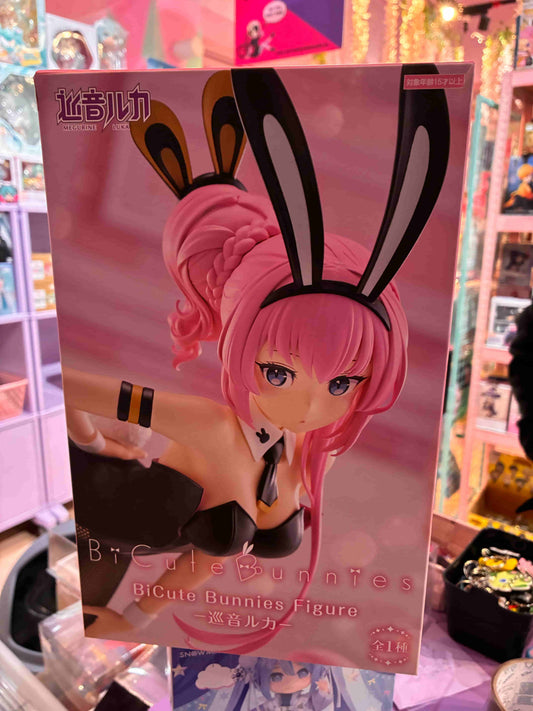 対象年齢15才以上
巡音ルカ
MEGURINE LUKA
BiCute Bunnies
BiCute Bunnies Figure
―巡音ルカ―
全1種